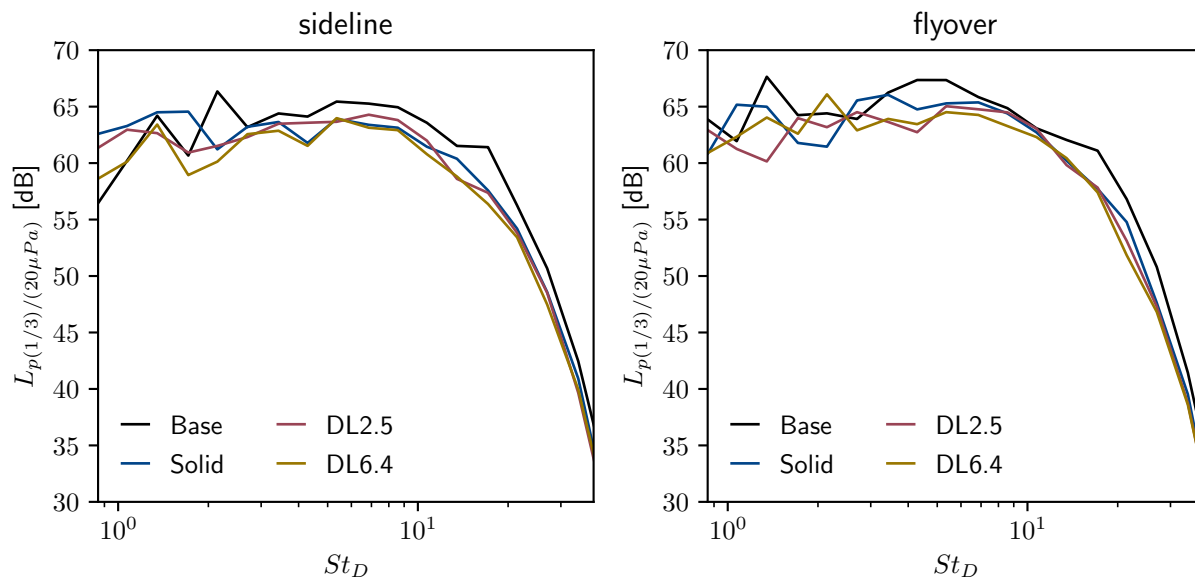 sideline
70
65
60
55
50
45
40
35
30
L_{p(1/3)/(20μPa)} [dB]
Base
Solid
DL2.5
DL6.4
10^0
10^1
St_D
flyover
70
65
60
55
50
45
40
35
30
L_{p(1/3)/(20μPa)} [dB]
Base
Solid
DL2.5
DL6.4
10^0
10^1
St_D